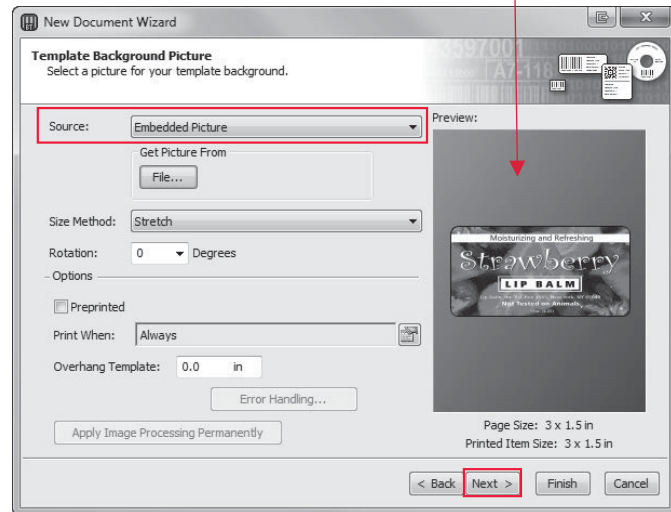 New Document Wizard
3597001
A7-118
Template Background Picture
Select a picture for your template background.
Source: Embedded Picture
Get Picture From
File...
Size Method: Stretch
Rotation: 0 Degrees
Options
Preprinted
Print When: Always
Overhang Template: 0.0 in
Error Handling...
Apply Image Processing Permanently
Preview:
Moisturizing and Refreshing
Strawberry
LIP BALM
Not Tested on Animals
Page Size: 3 x 1.5 in
Printed Item Size: 3 x 1.5 in
< Back Next > Finish Cancel